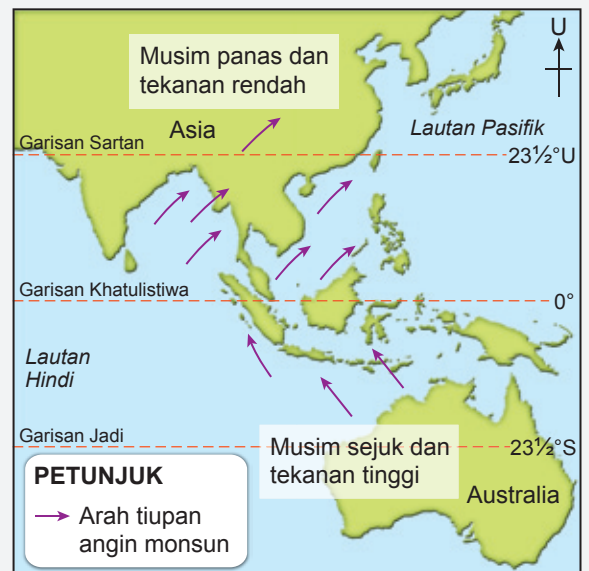 U
Musim panas dan
tekanan rendah
Asia
Lautan Pasifik
Garisan Sartan
23½°U
Garisan Khatulistiwa
0°
Lautan
Hindi
Garisan Jadi
23½°S
Musim sejuk dan
tekanan tinggi
Australia
PETUNJUK
Arah tiupan
angin monsun